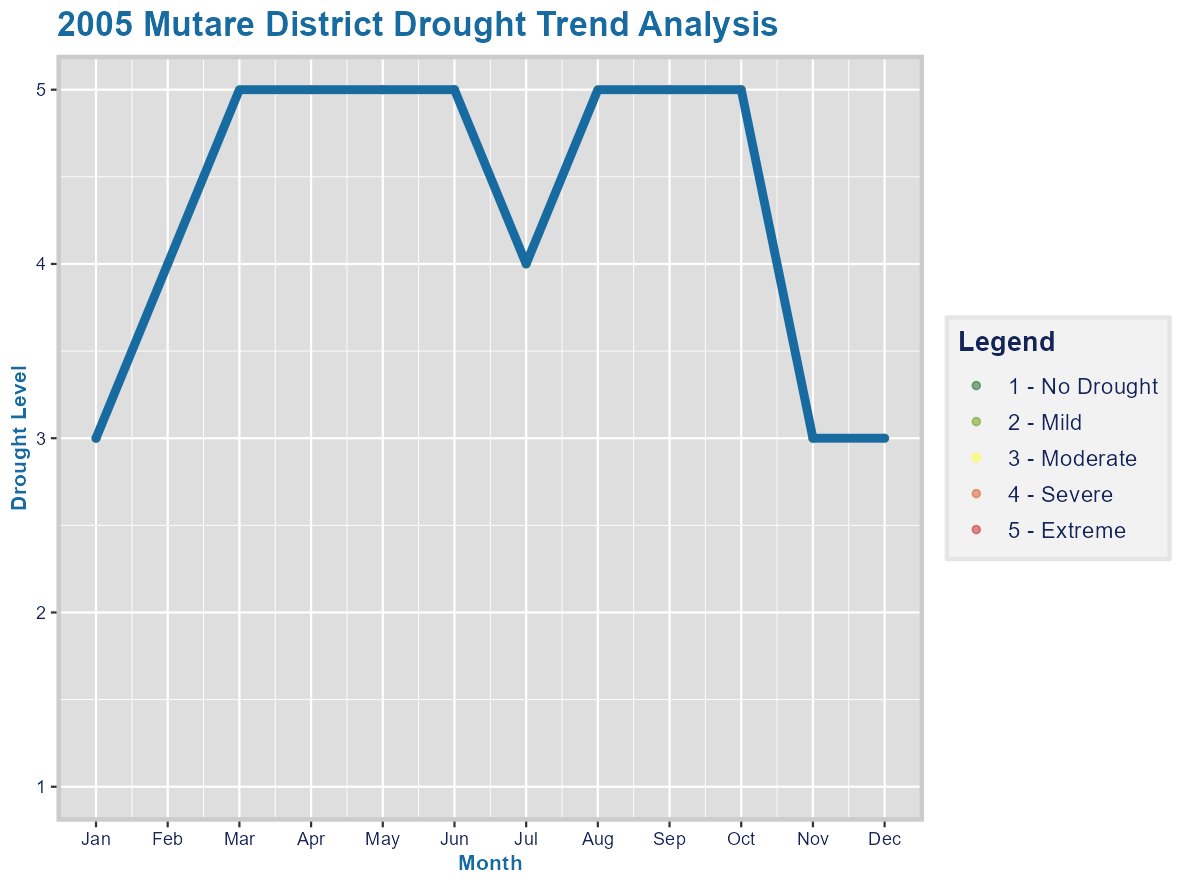 2005 Mutare District Drought Trend Analysis
Drought Level
5
4
3
2
1
Jan Feb Mar Apr May Jun Jul Aug Sep Oct Nov Dec
Month
Legend
1 - No Drought
2 - Mild
3 - Moderate
4 - Severe
5 - Extreme